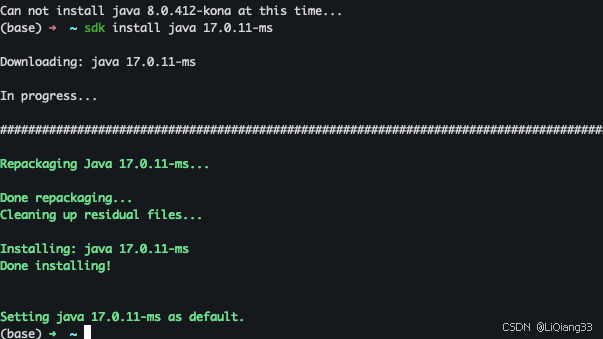 Can not install java 8.0.412-kona at this time...
(base) ➜ ~ sdk install java 17.0.11-ms
Downloading: java 17.0.11-ms
In progress...
######################################################################################
Repackaging Java 17.0.11-ms...
Done repackaging...
Cleaning up residual files...
Installing: java 17.0.11-ms
Done installing!
Setting java 17.0.11-ms as default.
(base) ➜ ~
CSDN @LiQiang33